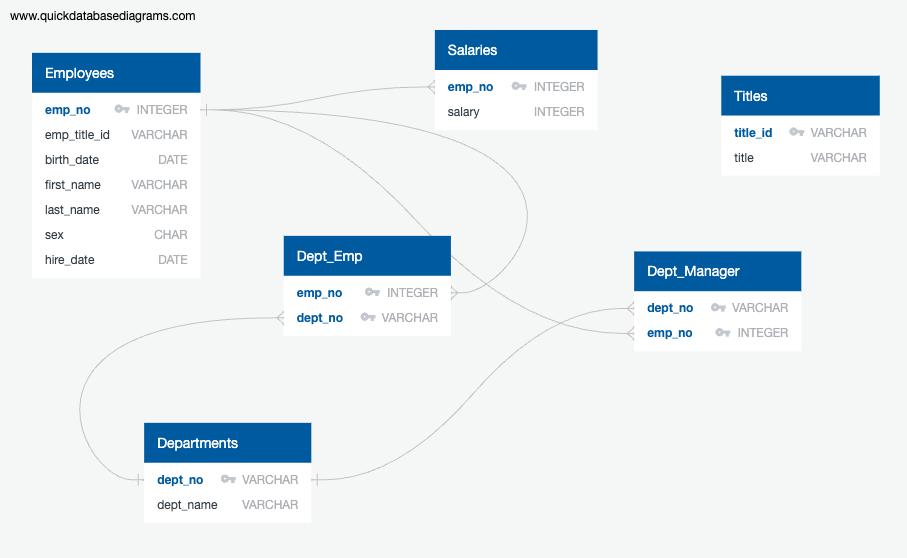 www.quickdatabasediagrams.com
Employees
emp_no INTEGER
emp_title_id VARCHAR
birth_date DATE
first_name VARCHAR
last_name VARCHAR
sex CHAR
hire_date DATE
Salaries
emp_no INTEGER
salary INTEGER
Titles
title_id VARCHAR
title VARCHAR
Dept_Emp
emp_no INTEGER
dept_no VARCHAR
Dept_Manager
dept_no VARCHAR
emp_no INTEGER
Departments
dept_no VARCHAR
dept_name VARCHAR